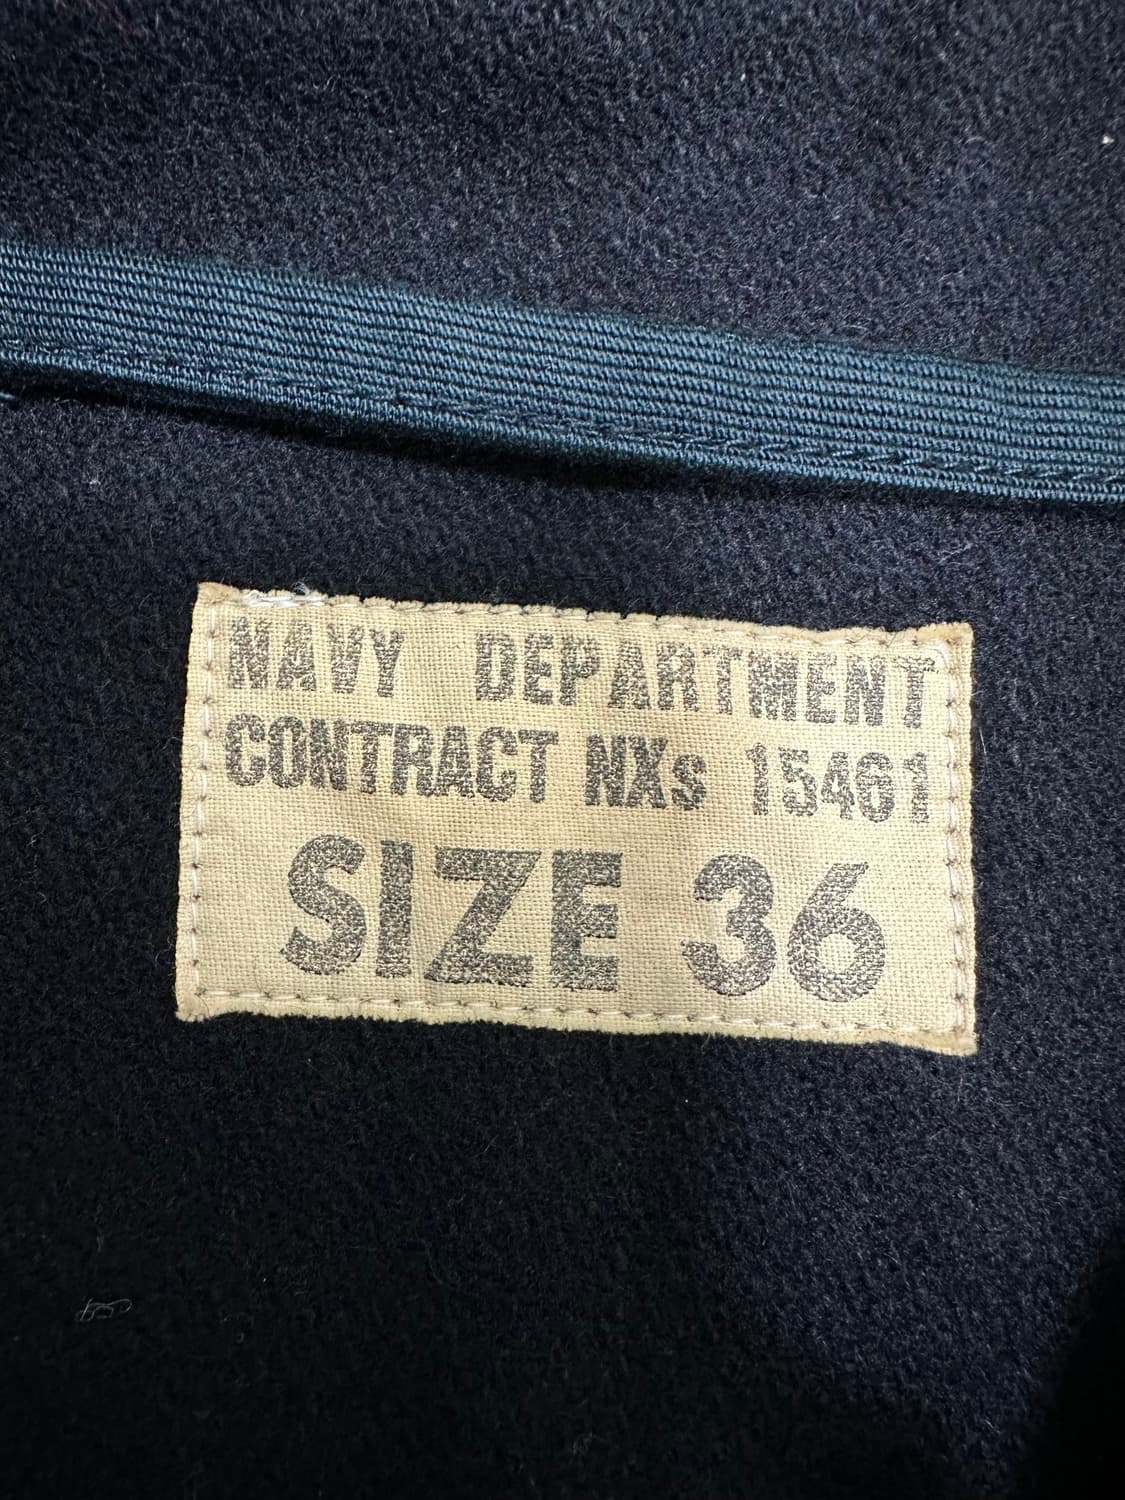 NAVY DEPARTMENT
CONTRACT NXs 15461
SIZE 36